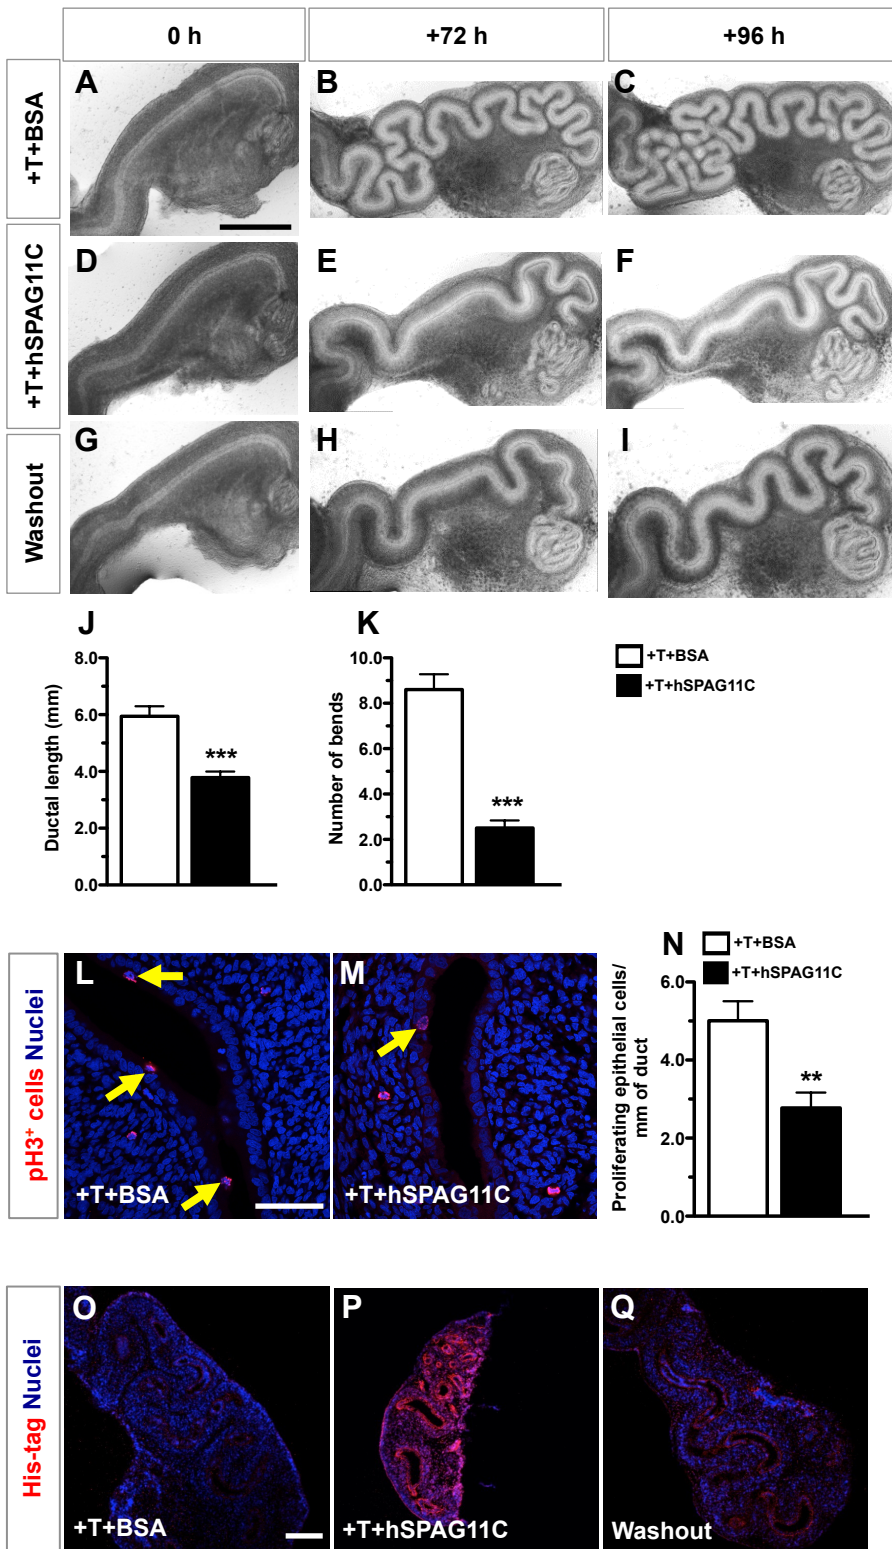 0 h
+72 h
+96 h
+T+BSA
A
B
C
+T+hSPAG11C
D
E
F
Washout
G
H
I
J
K
8.0
6.0
4.0
2.0
0.0
Ductal length (mm)
***
10.0
8.0
6.0
4.0
2.0
0.0
Number of bends
***
+T+BSA
+T+hSPAG11C
pH3+ cells Nuclei
L
+T+BSA
M
+T+hSPAG11C
N
+T+BSA
+T+hSPAG11C
6.0
4.0
2.0
0.0
Proliferating epithelial cells/
mm of duct
**
His-tag Nuclei
O
+T+BSA
P
+T+hSPAG11C
Q
Washout